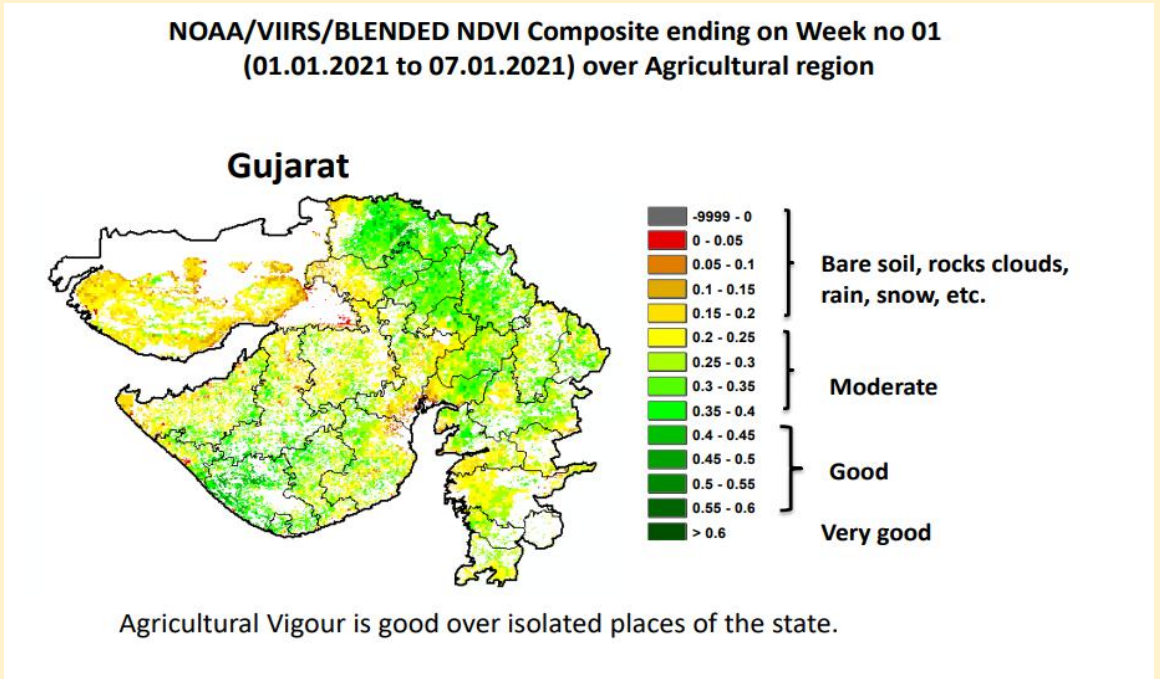 NOAA/VIIRS/BLENDED NDVI Composite ending on Week no 01
(01.01.2021 to 07.01.2021) over Agricultural region
Gujarat
-9999 - 0
0 - 0.05
0.05 - 0.1
0.1 - 0.15
0.15 - 0.2
0.2 - 0.25
0.25 - 0.3
0.3 - 0.35
0.35 - 0.4
0.4 - 0.45
0.45 - 0.5
0.5 - 0.55
0.55 - 0.6
> 0.6
Bare soil, rocks clouds,
rain, snow, etc.
Moderate
Good
Very good
Agricultural Vigour is good over isolated places of the state.